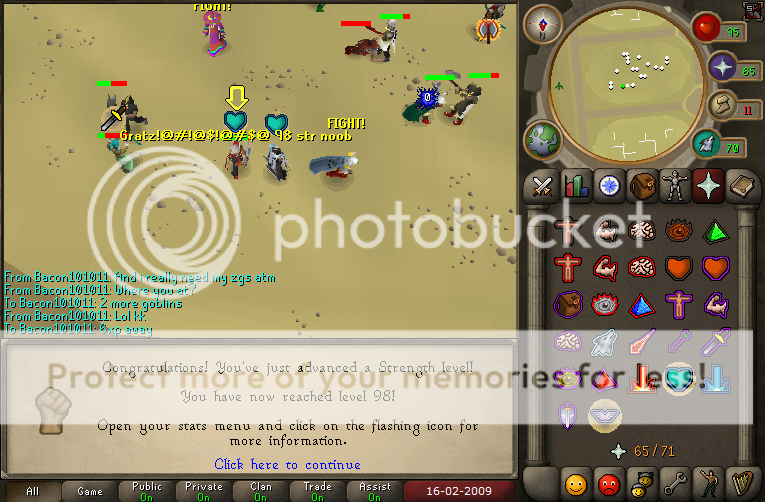 FIGHT!
95
65
11
70
0
FIGHT!
Gratz!@#!@$!@#$@ 98 str noob
photobucket
From Bacon101011: And i really need my zgs atm
From Bacon101011: Where you at?
To Bacon101011: 2 more goblins
From Bacon101011: Lol kk
To Bacon101011: 6xp away
Congratulations! You've just advanced a Strength level!
Protect more of your memories for less!
You have now reached level 98!
Open your stats menu and click on the flashing icon for
more information.
Click here to continue
65/71
All
Game
Public
On
Private
On
Clan
On
Trade
On
Assist
On
16-02-2009